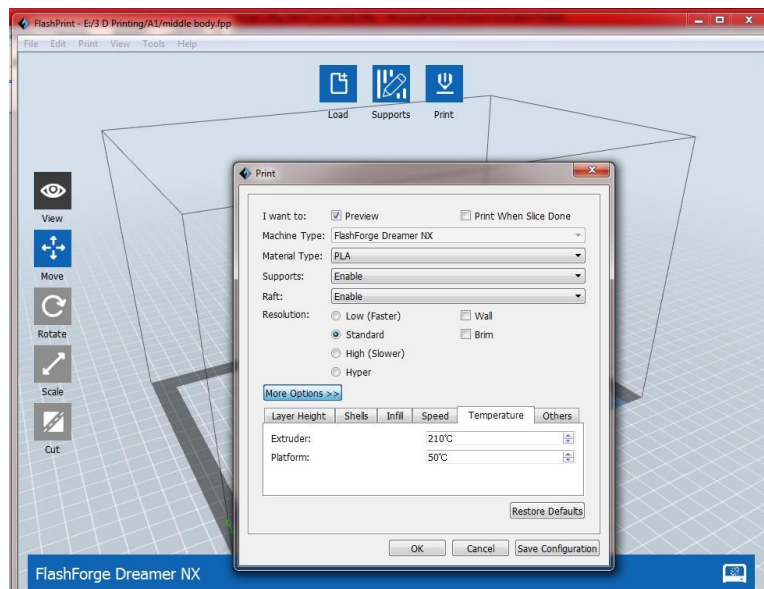 FlashPrint - E:/3 D Printing/A1/middle body.fpp
File Edit Print View Tools Help
Load Supports Print
View
Move
Rotate
Scale
Cut
Print
I want to: Preview Print When Slice Done
Machine Type: FlashForge Dreamer NX
Material Type: PLA
Supports: Enable
Raft: Enable
Resolution: Low (Faster) Wall
Standard Brim
High (Slower)
Hyper
More Options >>
Layer Height Shells Infill Speed Temperature Others
Extruder: 210℃
Platform: 50℃
Restore Defaults
OK Cancel Save Configuration
FlashForge Dreamer NX